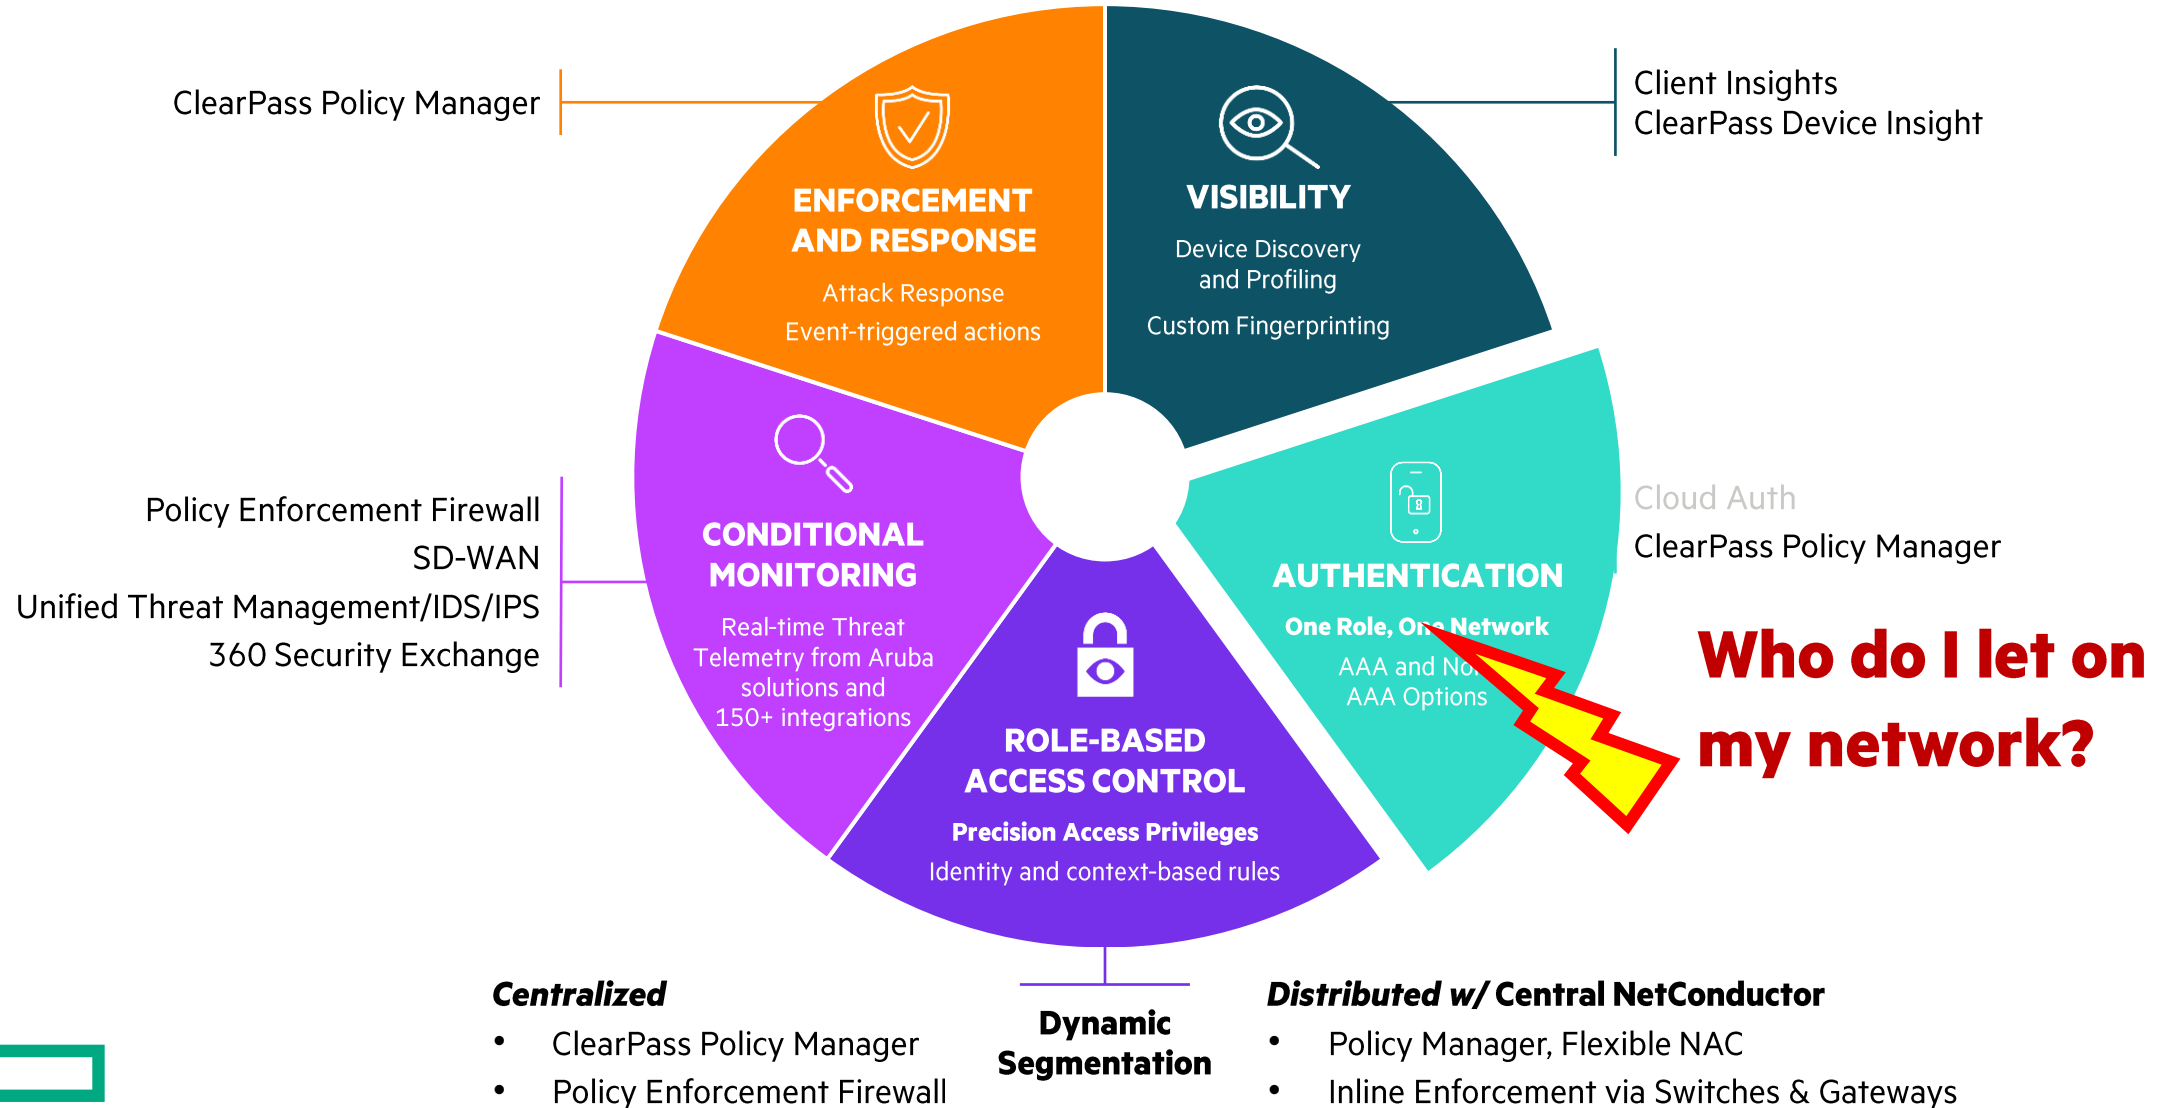 ClearPass Policy Manager
ENFORCEMENT
AND RESPONSE
Attack Response
Event-triggered actions
VISIBILITY
Device Discovery
and Profiling
Custom Fingerprinting
Client Insights
ClearPass Device Insight
Policy Enforcement Firewall
SD-WAN
Unified Threat Management/IDS/IPS
360 Security Exchange
CONDITIONAL
MONITORING
Real-time Threat
Telemetry from Aruba
solutions and
150+ integrations
AUTHENTICATION
One Role, One Network
AAA and
AAA Options
Cloud Auth
ClearPass Policy Manager
Who do I let on
my network?
ROLE-BASED
ACCESS CONTROL
Precision Access Privileges
Identity and context-based rules
Centralized
• ClearPass Policy Manager
• Policy Enforcement Firewall
Dynamic
Segmentation
Distributed w/ Central NetConductor
• Policy Manager, Flexible NAC
• Inline Enforcement via Switches & Gateways